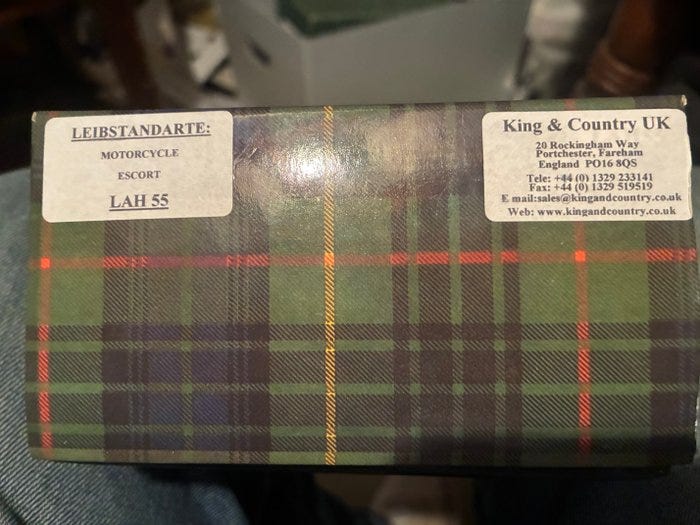 LEIBSTANDARTE:
MOTORCYCLE
ESCORT
LAH 55
King & Country UK
20 Rockingham Way
Portchester, Fareham
England PO16 8QS
Tele: +44 (0) 1329 233141
Fax: +44 (0) 1329 519519
E mail:sales@kingandcountry.co.uk
Web: www.kingandcountry.co.uk